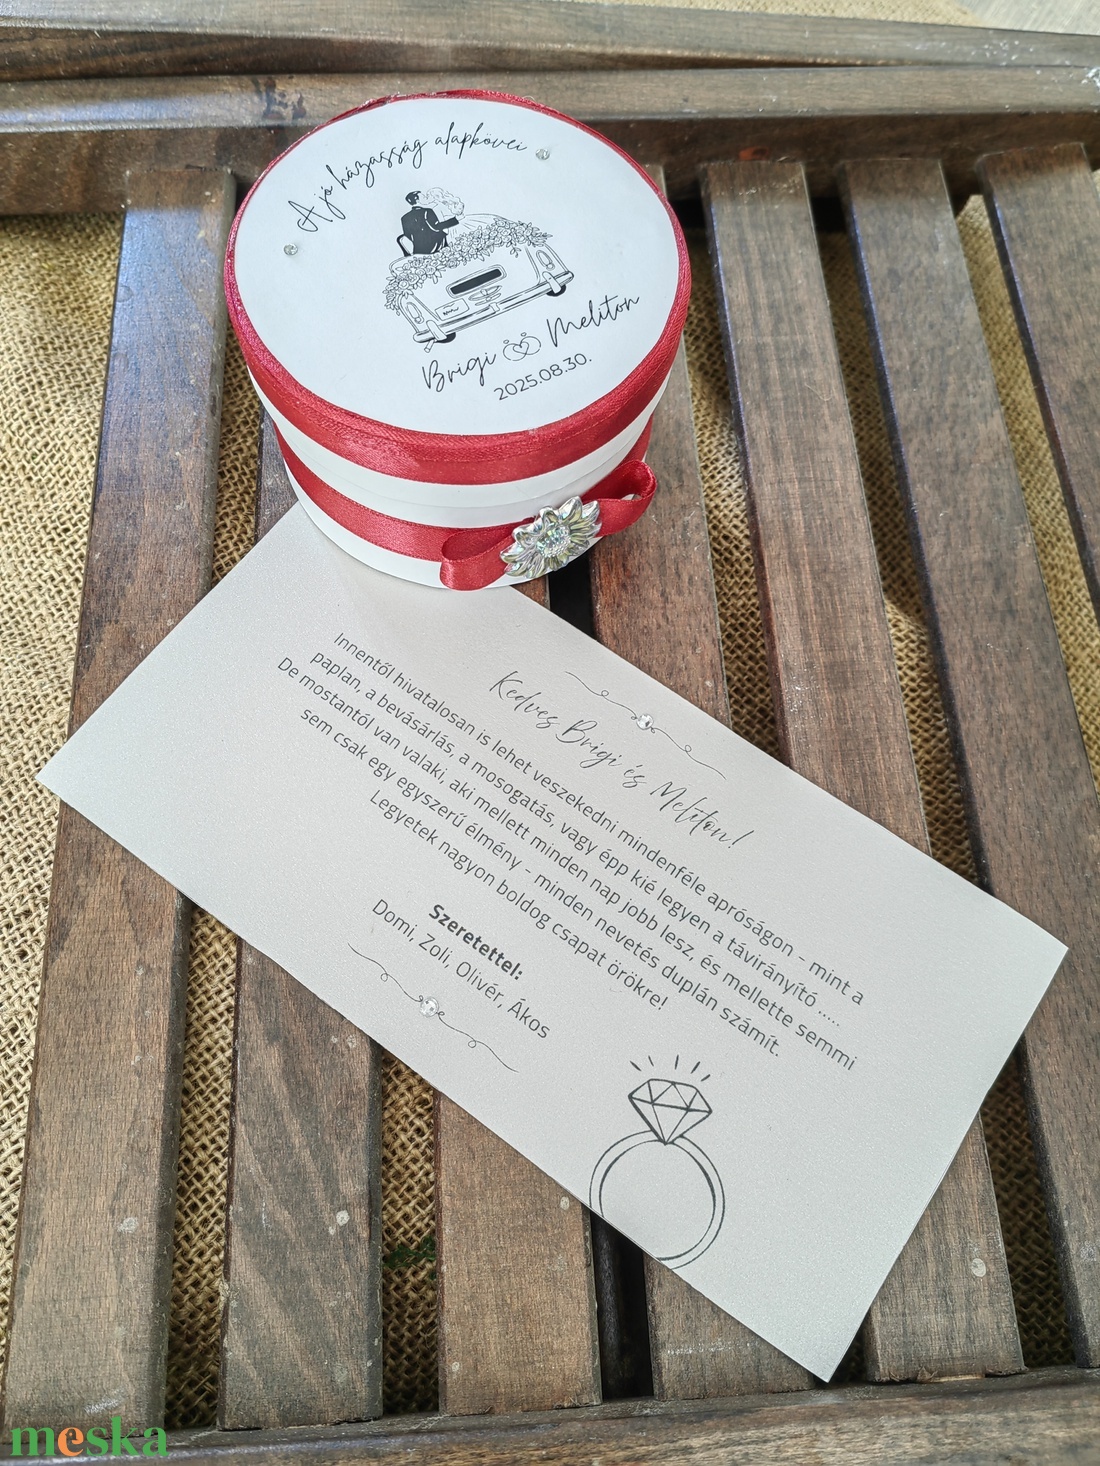 A jó házasság alapkövei
Brigi Meliton
2025.08.30.
Kedves Brigi és Meliton!
Innentől hivatalosan is lehet veszekedni mindenféle apróságon - mint a
paplan, a bevásárlás, a mosogatás, vagy épp kié legyen a távirányító .....
De mostantól van valaki, aki mellett minden nap jobb lesz, és mellette semmi
sem csak egy egyszerű élmény - minden nevetés duplán számít.
Legyetek nagyon boldog csapat örökre!
Szeretettel:
Domi, Zoli, Olivér, Ákos
meska